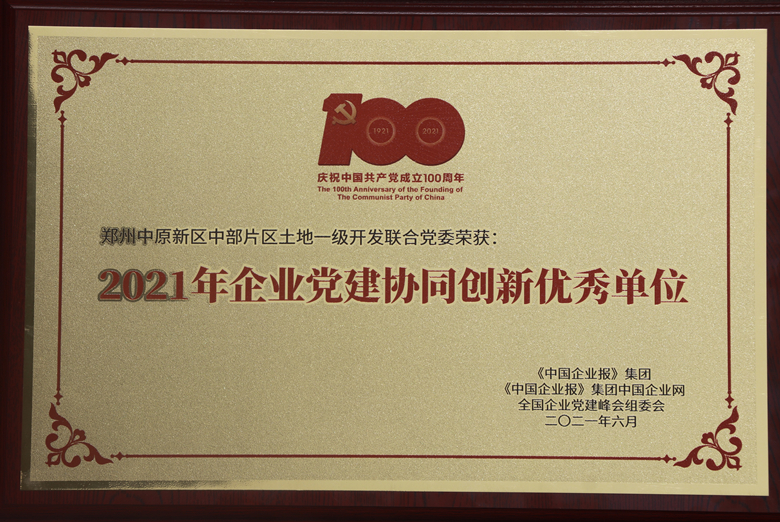 100
1921 2021
庆祝中国共产党成立100周年
The 100th Anniversary of the Founding of
The Communist Party of China
郑州中原新区中部片区土地一级开发联合党委荣获：
2021年企业党建协同创新优秀单位
《中国企业报》集团
《中国企业报》集团中国企业网
全国企业党建峰会组委会
二〇二一年六月